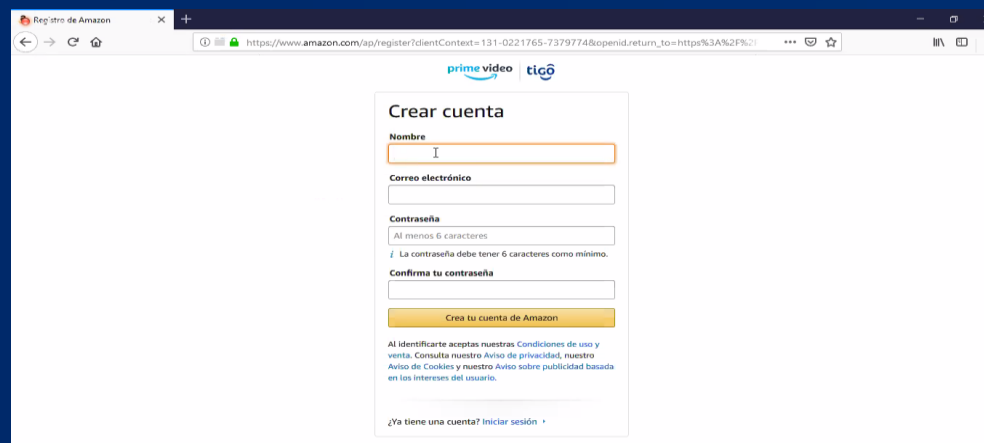 Registro de Amazon
https://www.amazon.com/ap/register?clientContext=131-0221765-7379774&openid.return_to=https%3A%2F%2
prime video tigo
Crear cuenta
Nombre
Correo electrónico
Contraseña
Al menos 6 caracteres
i La contraseña debe tener 6 caracteres como mínimo.
Confirma tu contraseña
Crea tu cuenta de Amazon
Al identificarte aceptas nuestras Condiciones de uso y
venta. Consulta nuestro Aviso de privacidad, nuestro
Aviso de Cookies y nuestro Aviso sobre publicidad basada
en los intereses del usuario.
¿Ya tiene una cuenta? Iniciar sesión